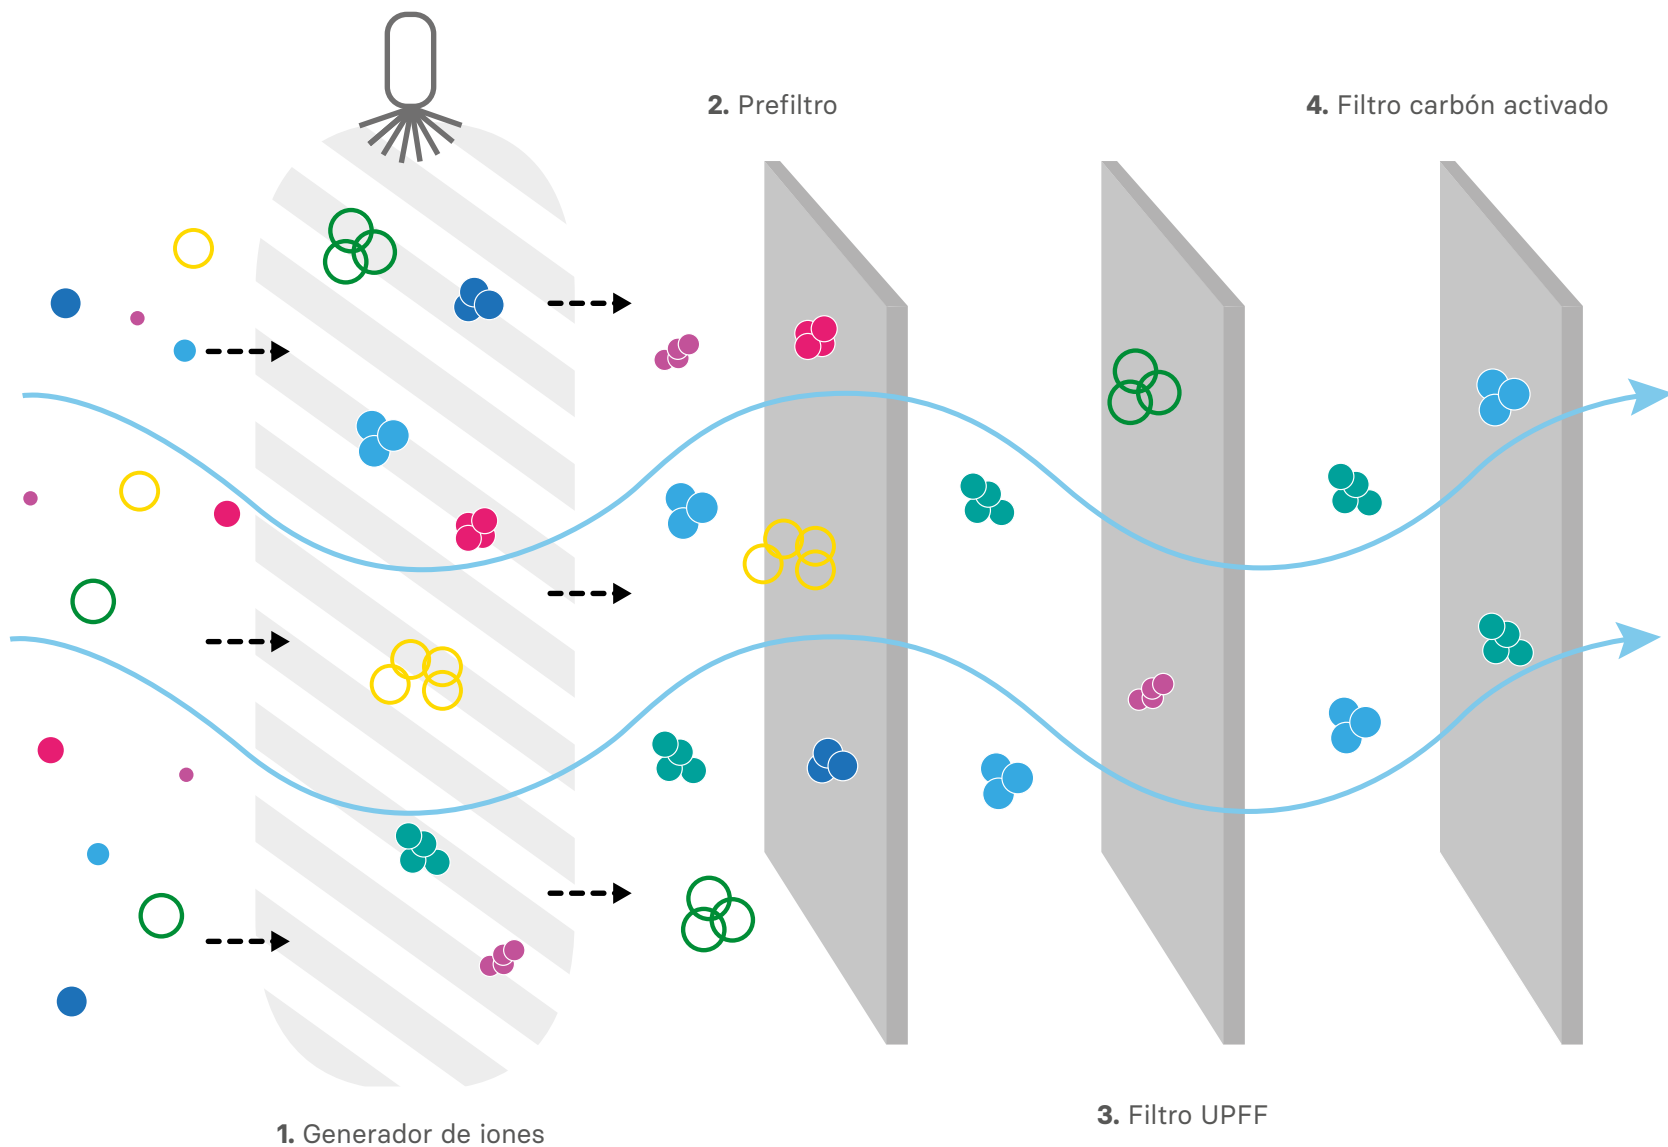 2. Prefiltro
4. Filtro carbón activado
3. Filtro UPFF
1. Generador de iones